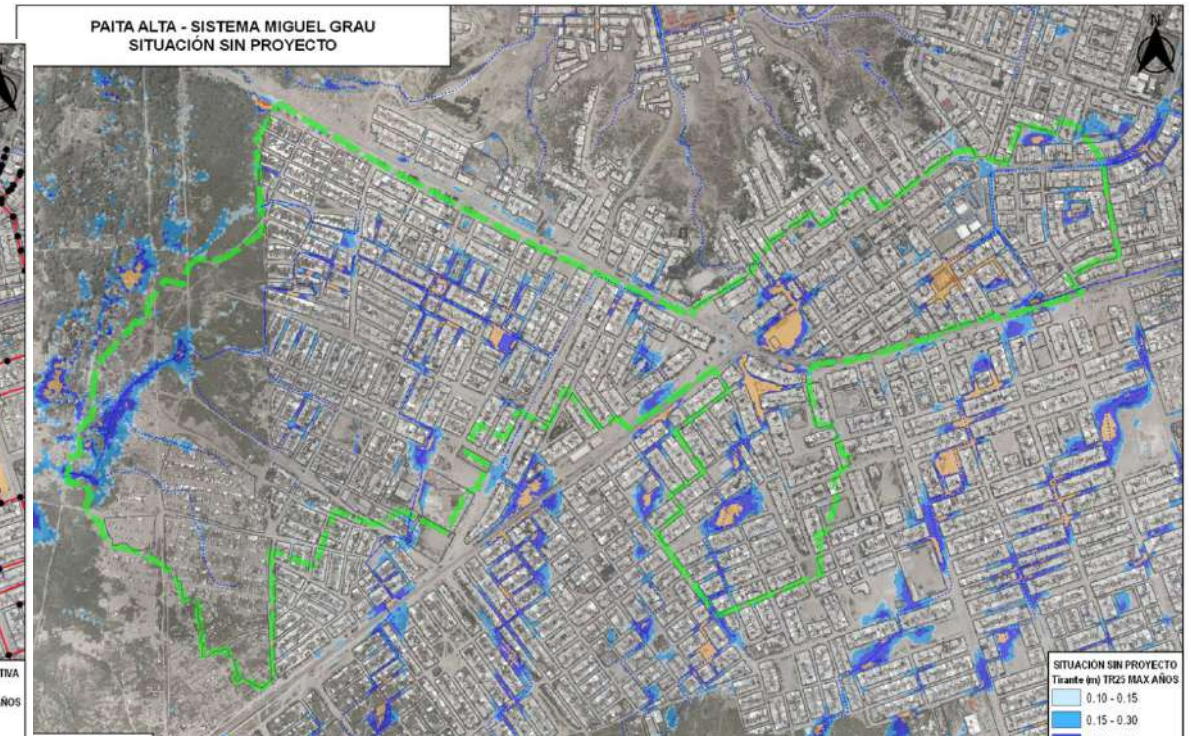 PAITA ALTA - SISTEMA MIGUEL GRAU
SITUACIÓN SIN PROYECTO
N
TIVA
ÑOS
SITUACIÓN SIN PROYECTO
Tirante (m) TR25 MAX AÑOS
0.10 - 0.15
0.15 - 0.30